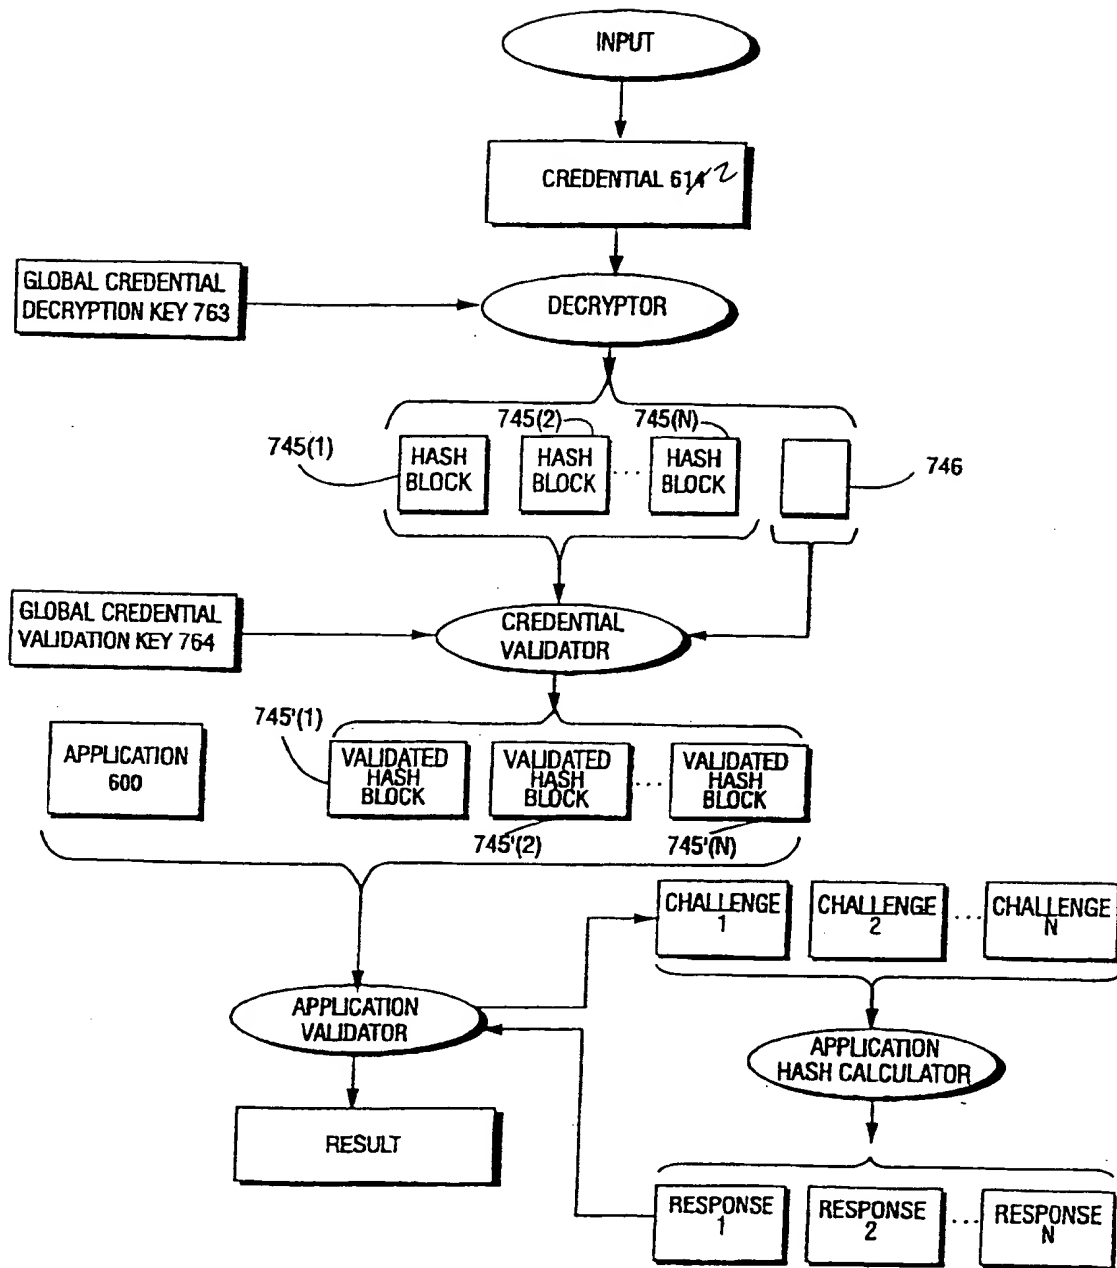 INPUT
CREDENTIAL 614 2
GLOBAL CREDENTIAL
DECRYPTION KEY 763
DECRYPTOR
745(1)
745(2)
745(N)
HASH
BLOCK
HASH
BLOCK
...
HASH
BLOCK
746
GLOBAL CREDENTIAL
VALIDATION KEY 764
CREDENTIAL
VALIDATOR
745'(1)
APPLICATION
600
VALIDATED
HASH
BLOCK
VALIDATED
HASH
BLOCK
...
VALIDATED
HASH
BLOCK
745'(2)
745'(N)
CHALLENGE
1
CHALLENGE
2
...
CHALLENGE
N
APPLICATION
VALIDATOR
APPLICATION
HASH CALCULATOR
RESULT
RESPONSE
1
RESPONSE
2
...
RESPONSE
N